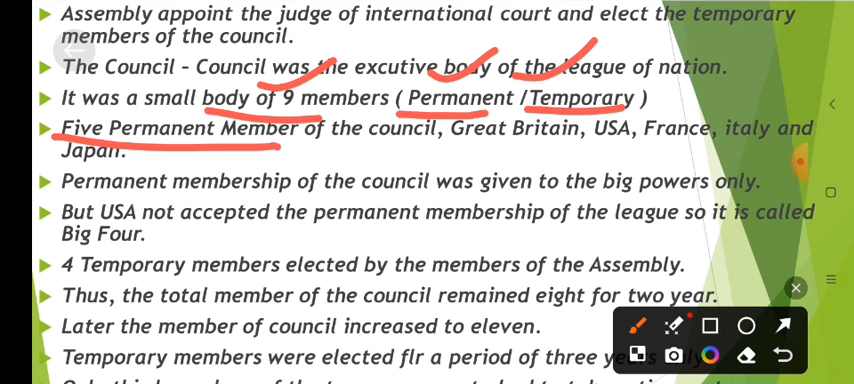 Assembly appoint the judge of international court and elect the temporary
members of the council.
The Council – Council was the excutive body of the league of nation.
It was a small body of 9 members ( Permanent /Temporary )
Five Permanent Member of the council, Great Britain, USA, France, italy and
Japan.
Permanent membership of the council was given to the big powers only.
But USA not accepted the permanent membership of the league so it is called
Big Four.
4 Temporary members elected by the members of the Assembly.
Thus, the total member of the council remained eight for two year.
Later the member of council increased to eleven.
Temporary members were elected flr a period of three